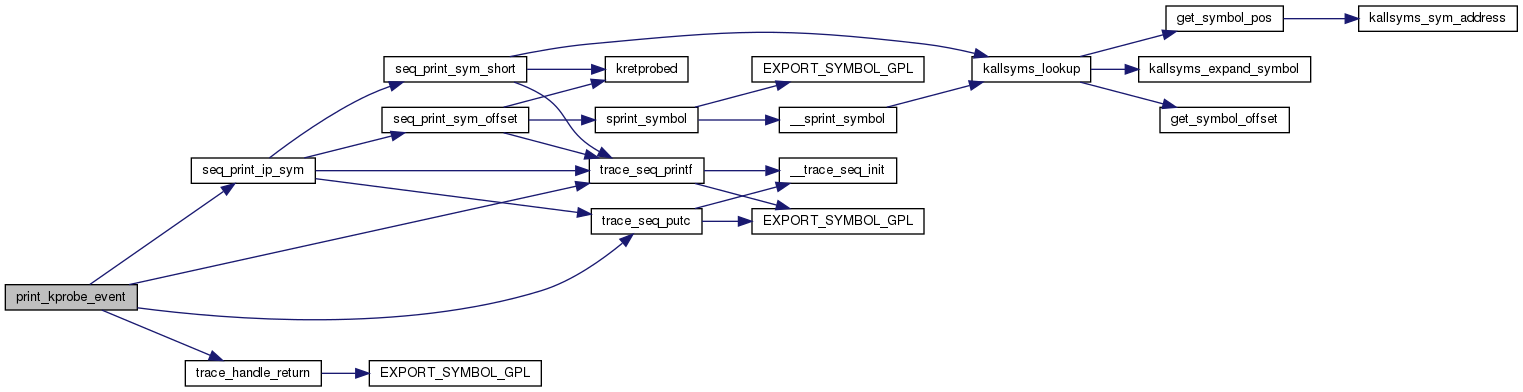 get_symbol_pos
kallsyms_sym_address
seq_print_sym_short
kretprobed
EXPORT_SYMBOL_GPL
kallsyms_lookup
kallsyms_expand_symbol
seq_print_sym_offset
sprint_symbol
__sprint_symbol
get_symbol_offset
seq_print_ip_sym
trace_seq_printf
__trace_seq_init
trace_seq_putc
EXPORT_SYMBOL_GPL
print_kprobe_event
trace_handle_return
EXPORT_SYMBOL_GPL